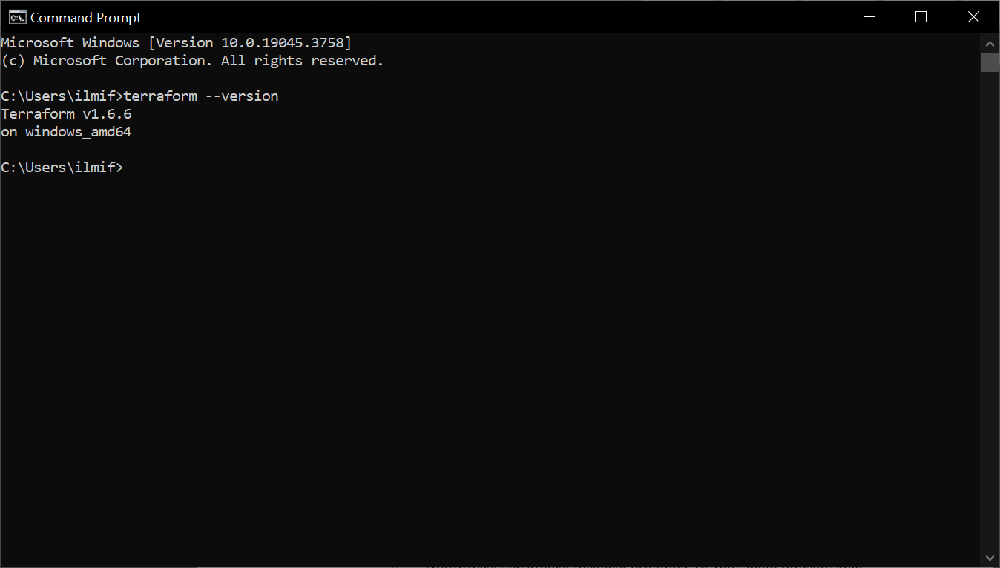 Command Prompt
Microsoft Windows [Version 10.0.19045.3758]
(c) Microsoft Corporation. All rights reserved.
C:\Users\ilmif>terraform --version
Terraform v1.6.6
on windows_amd64
C:\Users\ilmif>